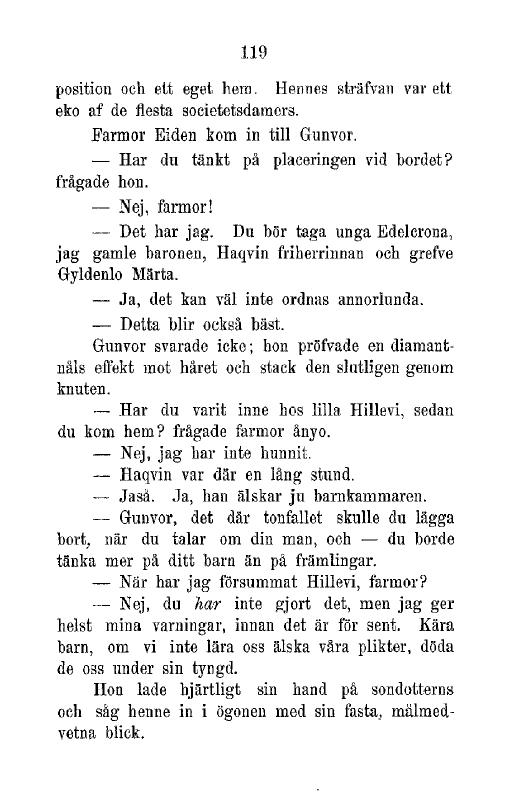 119
position och ett eget hem. Hennes sträfvan var ett
eko af de flesta societetsdamers.
Farmor Eiden kom in till Gunvor.
— Har du tänkt på placeringen vid bordet?
frågade hon.
— Nej, farmor!
— Det har jag. Du bör taga unga Edelcrona,
jag gamle baronen, Haqvin friherrinnan och grefve
Gyldenlo Märta.
— Ja, det kan väl inte ordnas annorlunda.
— Detta blir också bäst.
Gunvor svarade icke; hon pröfvade en diamant-
nåls effekt mot håret och stack den slutligen genom
knuten.
— Har du varit inne hos lilla Hillevi, sedan
du kom hem? frågade farmor ånyo.
— Nej, jag har inte hunnit.
— Haqvin var där en lång stund.
— Jaså. Ja, han älskar ju barnkammaren.
— Gunvor, det där tonfallet skulle du lägga
bort, när du talar om din man, och — du borde
tänka mer på ditt barn än på främlingar.
— När har jag försummat Hillevi, farmor?
— Nej, du har inte gjort det, men jag ger
helst mina varningar, innan det är för sent. Kära
barn, om vi inte lära oss älska våra plikter, döda
de oss under sin tyngd.
Hon lade hjärtligt sin hand på sondotterns
och såg henne in i ögonen med sin fasta, målmed-
vetna blick.